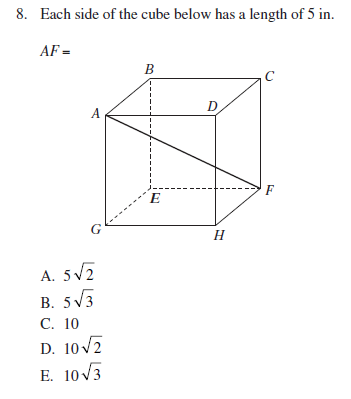 8. Each side of the cube below has a length of 5 in.
AF =
B
C
A
D
E
F
G
H
A. 5√2
B. 5√3
C. 10
D. 10√2
E. 10√3